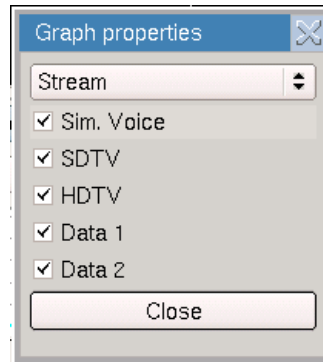 Graph properties
Stream
Sim. Voice
SDTV
HDTV
Data 1
Data 2
Close